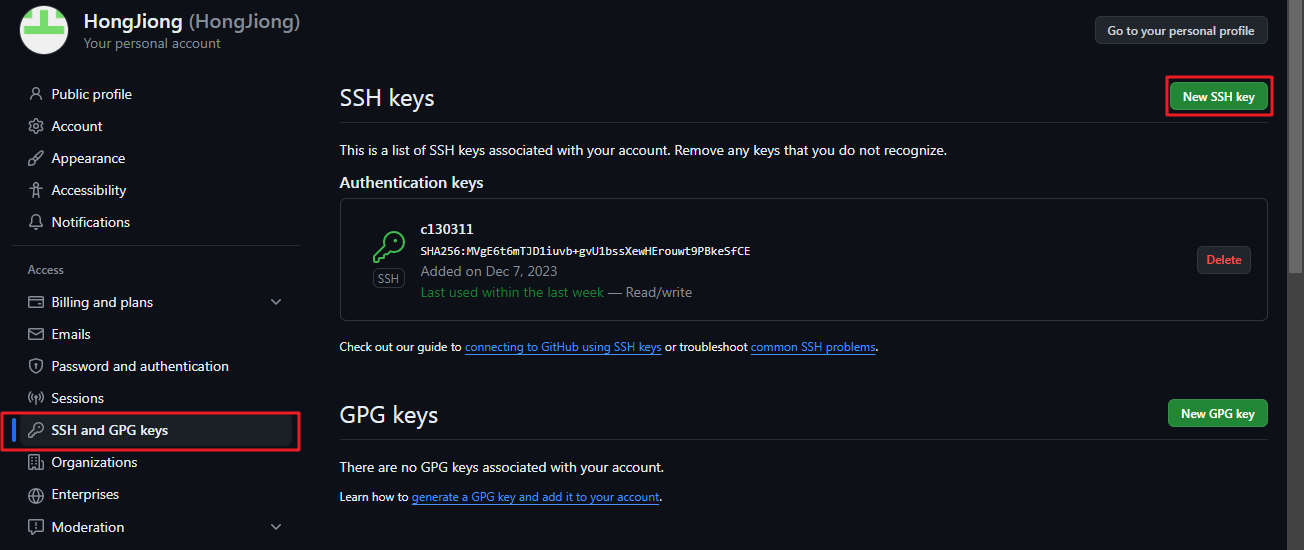 HongJiong (HongJiong)
Your personal account
Go to your personal profile
Public profile
Account
Appearance
Accessibility
Notifications
Access
Billing and plans
Emails
Password and authentication
Sessions
SSH and GPG keys
Organizations
Enterprises
Moderation
SSH keys
New SSH key
This is a list of SSH keys associated with your account. Remove any keys that you do not recognize.
Authentication keys
c130311
SHA256:MVgE6t6mTJD1iuvb+gvU1bssXewHErouwt9PBkeSfCE
Added on Dec 7, 2023
Last used within the last week — Read/write
SSH
Delete
Check out our guide to connecting to GitHub using SSH keys or troubleshoot common SSH problems.
GPG keys
New GPG key
There are no GPG keys associated with your account.
Learn how to generate a GPG key and add it to your account.